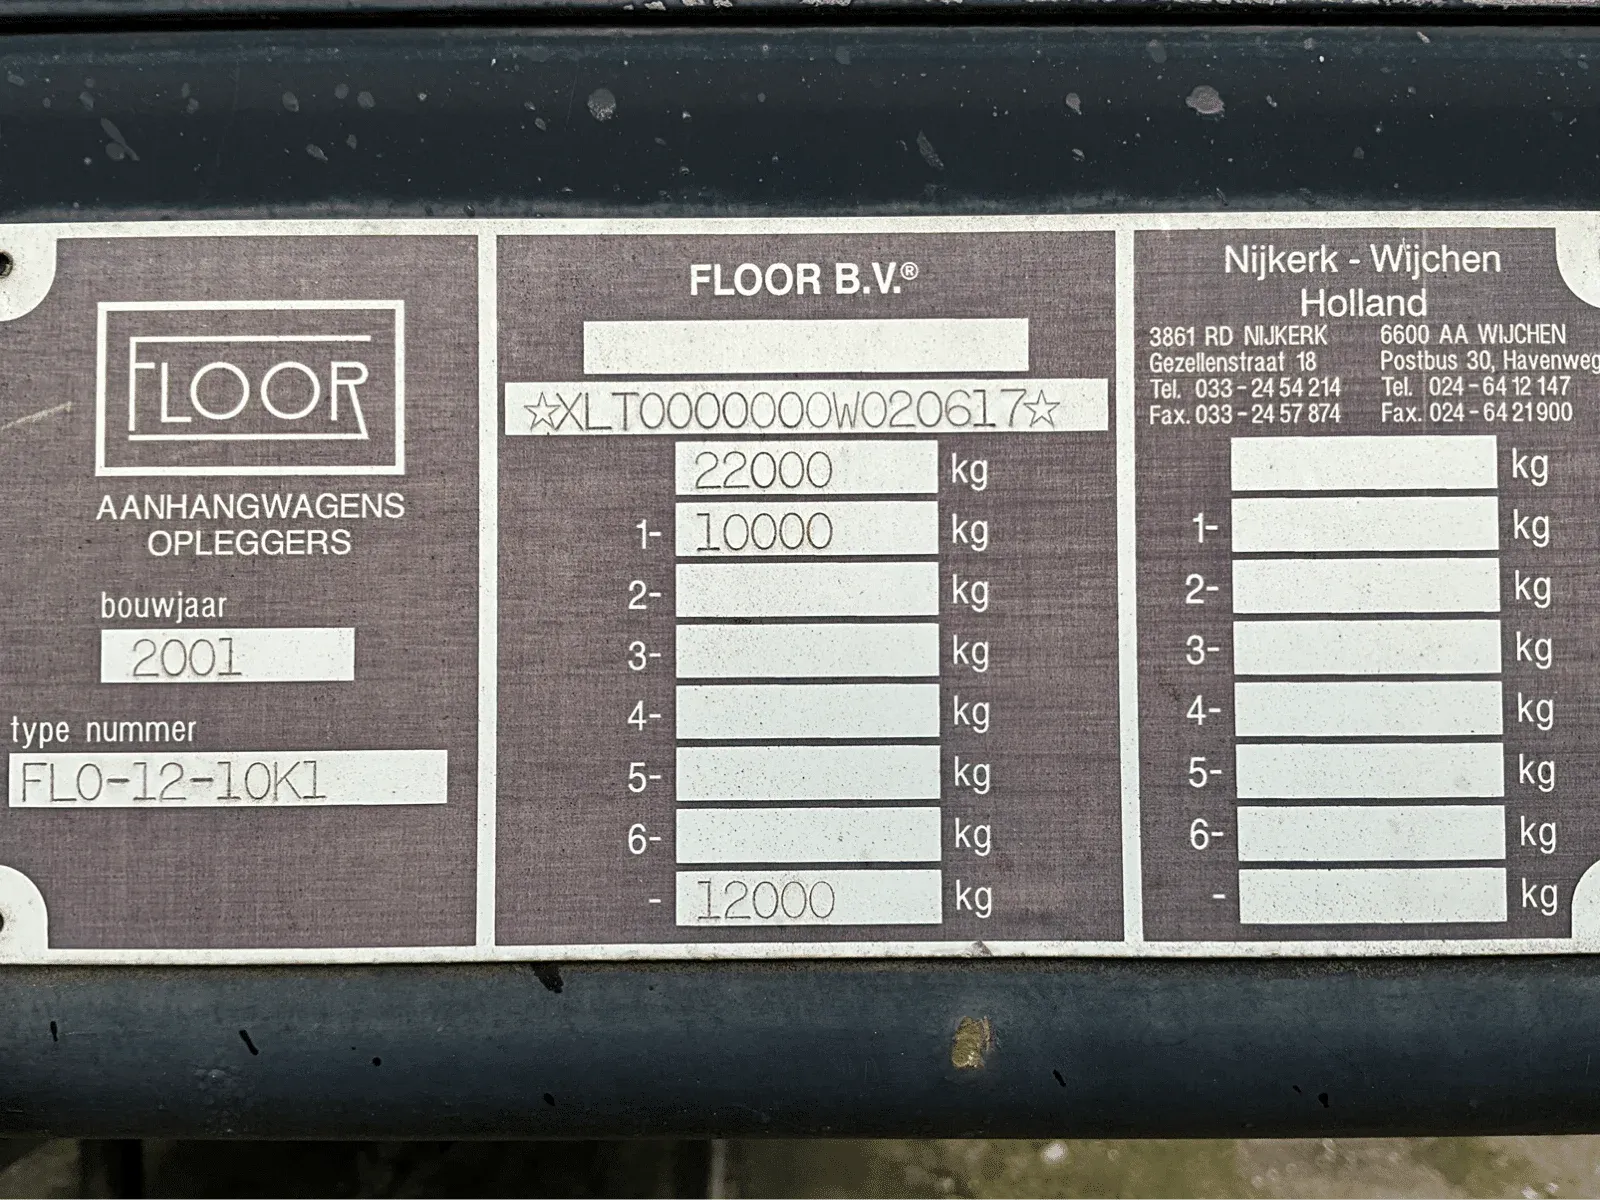 FLOOR
AANHANGWAGENS
OPLEGGERS
bouwjaar
2001
type nummer
FLO-12-10K1
FLOOR B.V.®
☆XLT0000000W020617☆
22000 kg
1- 10000 kg
2- kg
3- kg
4- kg
5- kg
6- kg
- 12000 kg
Nijkerk - Wijchen
Holland
3861 RD NIJKERK
Gezellenstraat 18
Tel. 033-24 54 214
Fax. 033-24 57 874
6600 AA WIJCHEN
Postbus 30, Havenweg
Tel. 024-64 12 147
Fax. 024-64 21900
kg
1- kg
2- kg
3- kg
4- kg
5- kg
6- kg
- kg